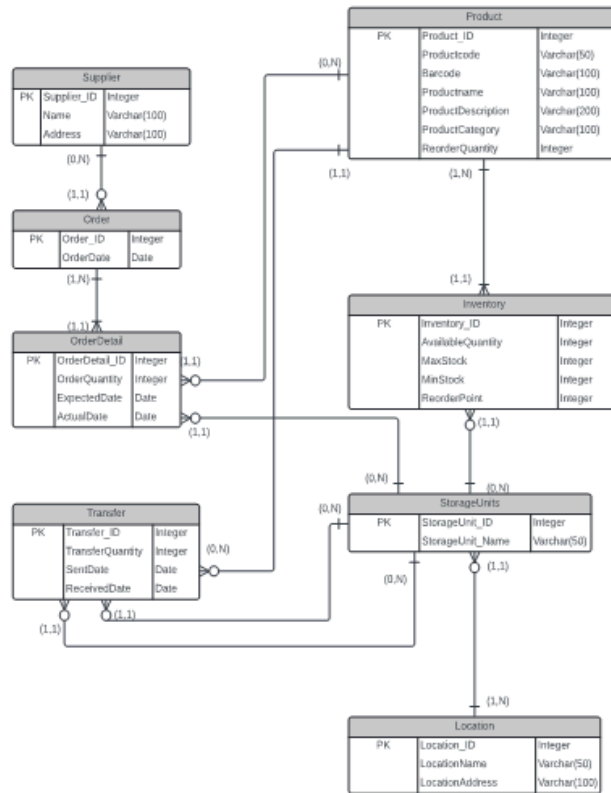 Product
PK Product_ID Integer
Productcode Varchar(50)
Barcode Varchar(100)
Productname Varchar(100)
ProductDescription Varchar(200)
ProductCategory Varchar(100)
ReorderQuantity Integer
(0,N)
(1,1)
(1,N)
Supplier
PK Supplier_ID Integer
Name Varchar(100)
Address Varchar(100)
(0,N)
(1,1)
Order
PK Order_ID Integer
OrderDate Date
(1,N)
(1,1)
OrderDetail
PK OrderDetail_ID Integer
OrderQuantity Integer
ExpectedDate Date
ActualDate Date
(1,1)
(1,1)
(1,1)
Inventory
PK Inventory_ID Integer
AvailableQuantity Integer
MaxStock Integer
MinStock Integer
ReorderPoint Integer
(1,1)
(0,N)
(0,N)
StorageUnits
PK StorageUnit_ID Integer
StorageUnit_Name Varchar(50)
(0,N)
(0,N)
(1,1)
Transfer
PK Transfer_ID Integer
TransferQuantity Integer
SentDate Date
ReceivedDate Date
(0,N)
(1,1)
(1,1)
(1,N)
Location
PK Location_ID Integer
LocationName Varchar(50)
LocationAddress Varchar(100)